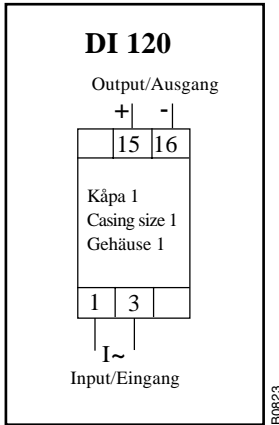 DI 120
Output/Ausgang
+ -
15 16
Kåpa 1
Casing size 1
Gehäuse 1
1 3
I~
Input/Eingang
B0823